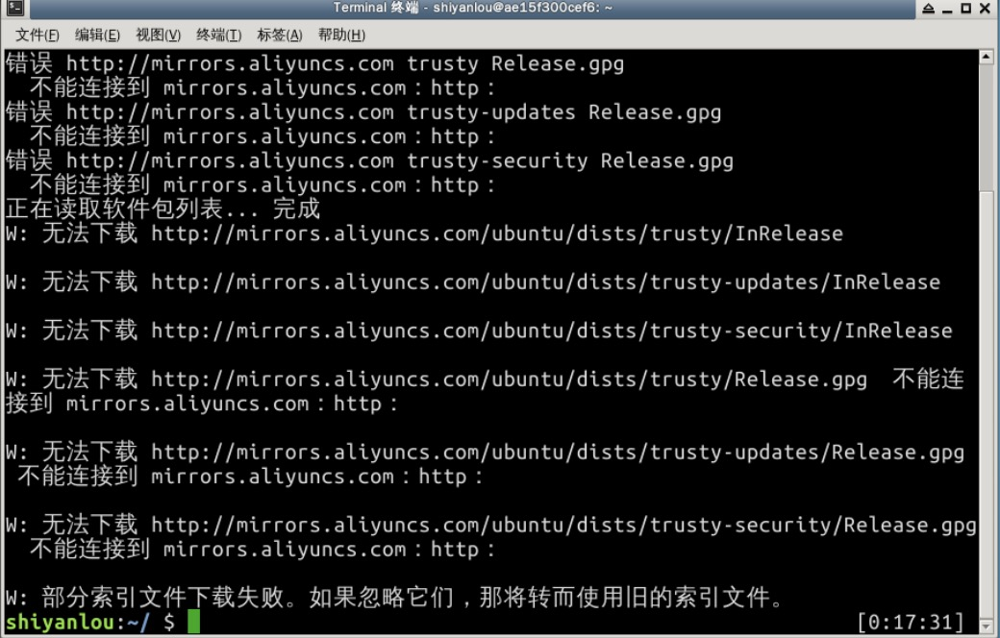 Terminal 终端 - shiyanlou@ae15f300cef6: ~
文件(F) 编辑(E) 视图(V) 终端(T) 标签(A) 帮助(H)
错误 http://mirrors.aliyuncs.com trusty Release.gpg
不能连接到 mirrors.aliyuncs.com：http：
错误 http://mirrors.aliyuncs.com trusty-updates Release.gpg
不能连接到 mirrors.aliyuncs.com：http：
错误 http://mirrors.aliyuncs.com trusty-security Release.gpg
不能连接到 mirrors.aliyuncs.com：http：
正在读取软件包列表... 完成
W: 无法下载 http://mirrors.aliyuncs.com/ubuntu/dists/trusty/InRelease
W: 无法下载 http://mirrors.aliyuncs.com/ubuntu/dists/trusty-updates/InRelease
W: 无法下载 http://mirrors.aliyuncs.com/ubuntu/dists/trusty-security/InRelease
W: 无法下载 http://mirrors.aliyuncs.com/ubuntu/dists/trusty/Release.gpg 不能连
接到 mirrors.aliyuncs.com：http：
W: 无法下载 http://mirrors.aliyuncs.com/ubuntu/dists/trusty-updates/Release.gpg
不能连接到 mirrors.aliyuncs.com：http：
W: 无法下载 http://mirrors.aliyuncs.com/ubuntu/dists/trusty-security/Release.gpg
不能连接到 mirrors.aliyuncs.com：http：
W: 部分索引文件下载失败。如果忽略它们，那将转而使用旧的索引文件。
shiyanlou:~/ $ [0:17:31]